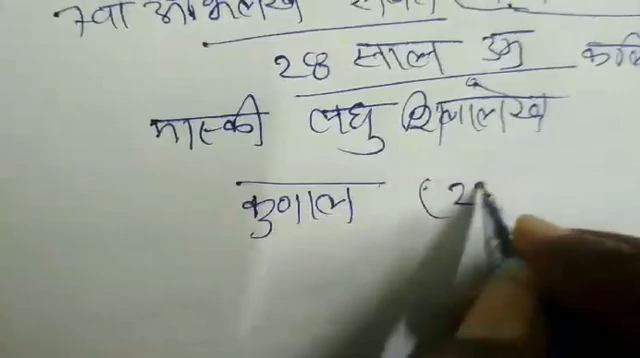 7वा अभिलेख
28 साल
मास्की लघु शिलालेख
कुणाल (2